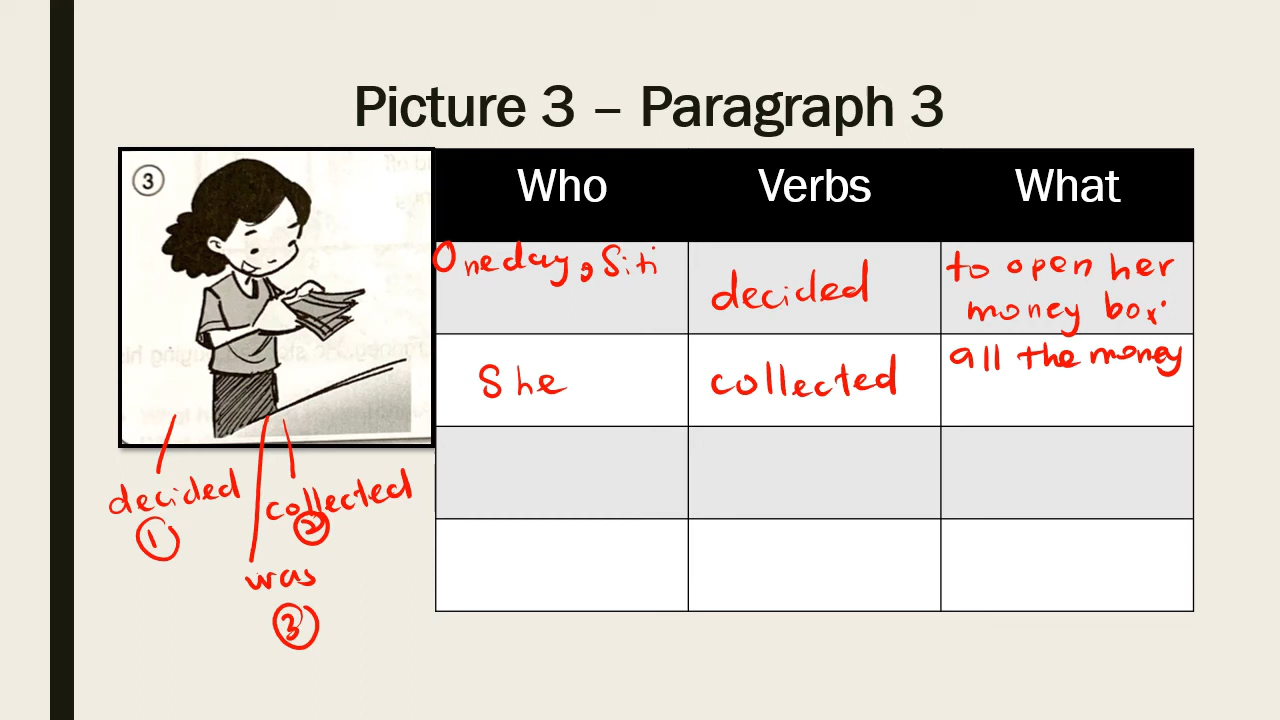 Picture 3 – Paragraph 3
3
Who Verbs What
One day, Siti decided to open her
money box.
She collected all the money
decided
1
collected
2
was
3